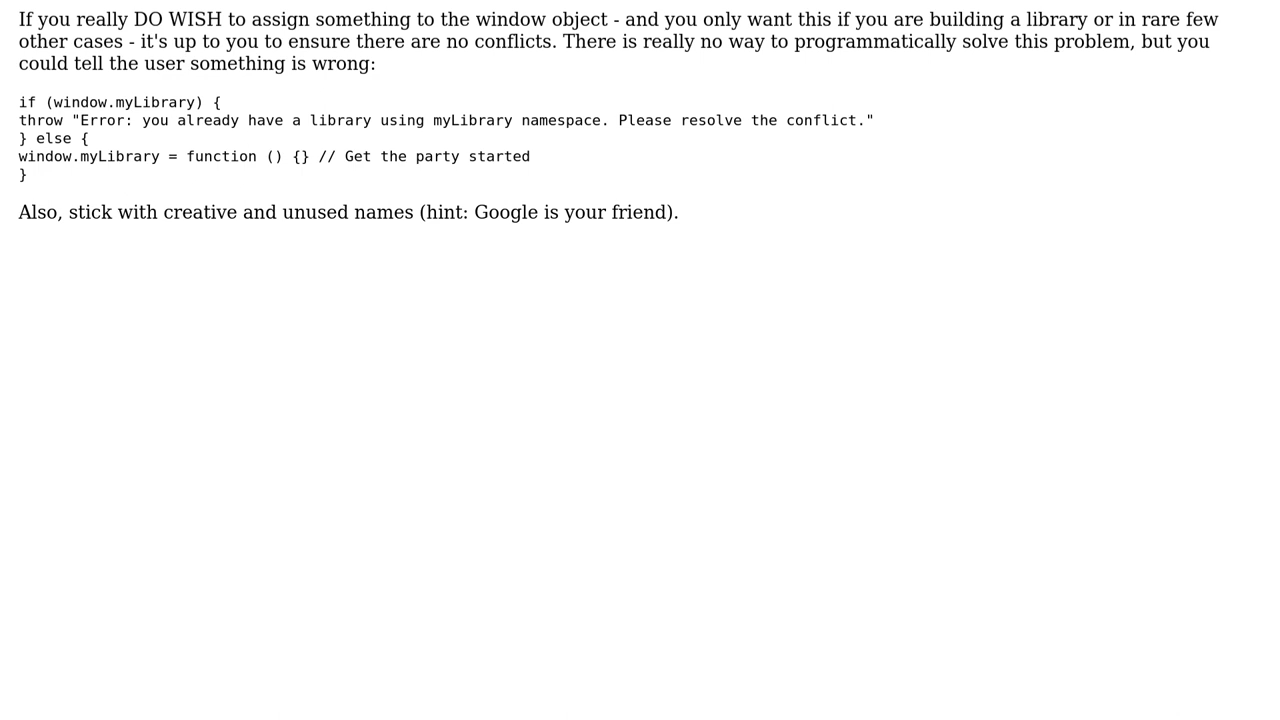 If you really DO WISH to assign something to the window object - and you only want this if you are building a library or in rare few
other cases - it's up to you to ensure there are no conflicts. There is really no way to programmatically solve this problem, but you
could tell the user something is wrong:
if (window.myLibrary) {
throw "Error: you already have a library using myLibrary namespace. Please resolve the conflict."
} else {
window.myLibrary = function () {} // Get the party started
}
Also, stick with creative and unused names (hint: Google is your friend).